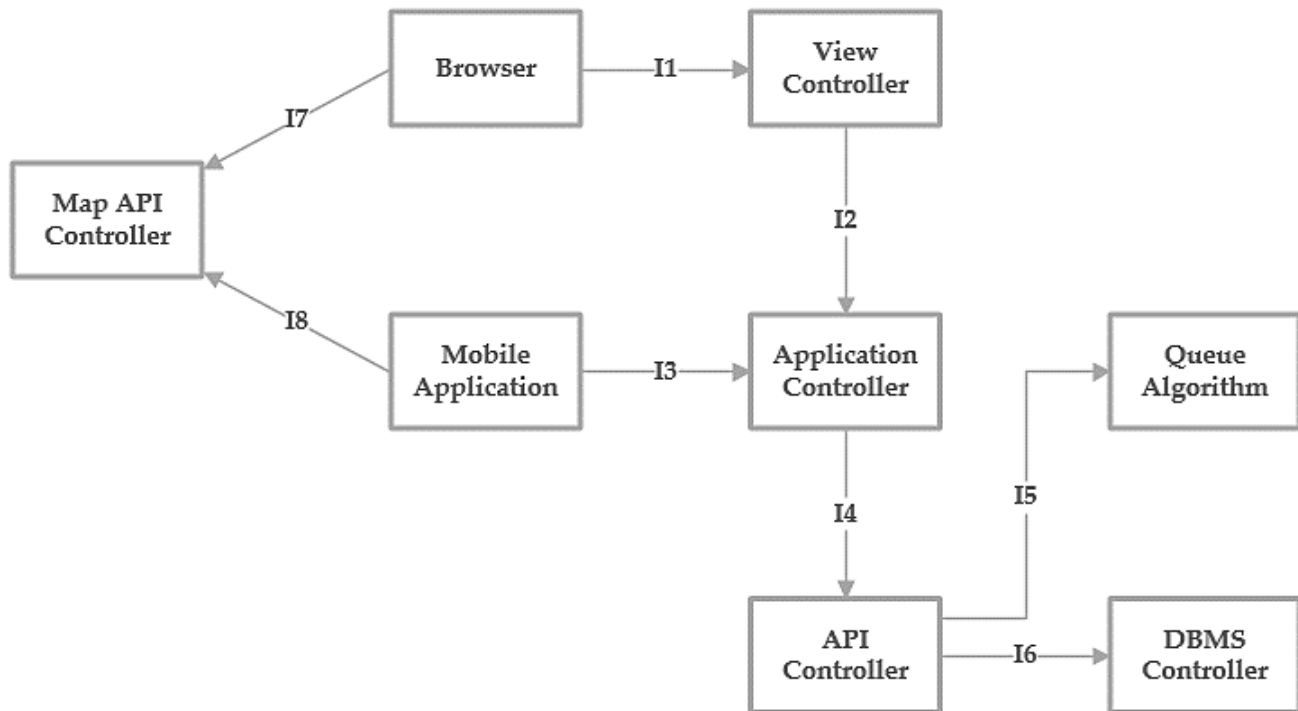 Browser
I1
View
Controller
I7
Map API
Controller
I2
I8
Mobile
Application
I3
Application
Controller
Queue
Algorithm
I5
I4
API
Controller
I6
DBMS
Controller